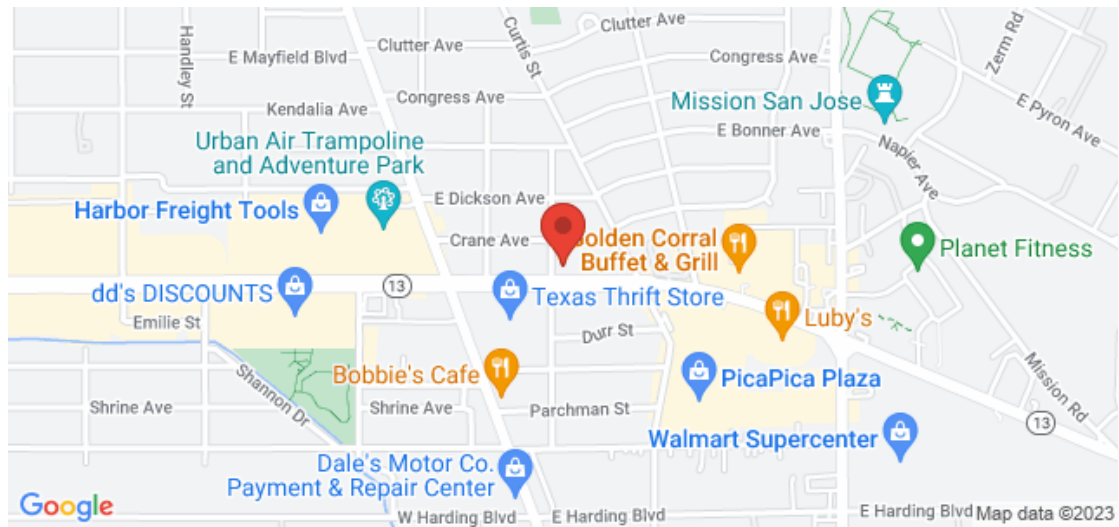 Clutter Ave
Handley St
E Mayfield Blvd
Clutter Ave
Curtis St
Congress Ave
Zerm Rd
Kendalia Ave
Congress Ave
Mission San Jose
E Pyron Ave
E Bonner Ave
Urban Air Trampoline
and Adventure Park
Napier Ave
Harbor Freight Tools
E Dickson Ave
Crane Ave
Golden Corral
Buffet & Grill
Planet Fitness
dd's DISCOUNTS
13
Texas Thrift Store
Emilie St
Durr St
Luby's
Bobbie's Cafe
PicaPica Plaza
Shannon Dr
Mission Rd
Shrine Ave
Shrine Ave
Parchman St
13
Walmart Supercenter
Dale's Motor Co.
Payment & Repair Center
Google
W Harding Blvd
E Harding Blvd
E Harding Blvd
Map data ©2023